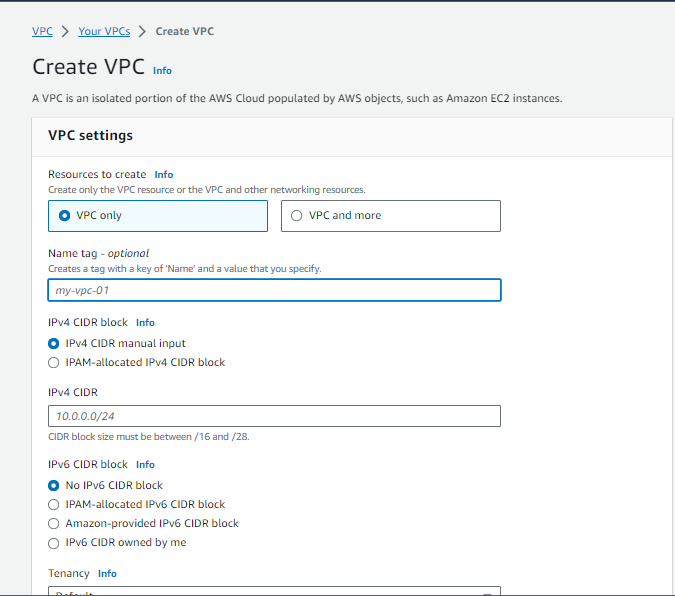 VPC > Your VPCs > Create VPC
Create VPC Info
A VPC is an isolated portion of the AWS Cloud populated by AWS objects, such as Amazon EC2 instances.
VPC settings
Resources to create Info
Create only the VPC resource or the VPC and other networking resources.
VPC only
VPC and more
Name tag - optional
Creates a tag with a key of 'Name' and a value that you specify.
my-vpc-01
IPv4 CIDR block Info
IPv4 CIDR manual input
IPAM-allocated IPv4 CIDR block
IPv4 CIDR
10.0.0.0/24
CIDR block size must be between /16 and /28.
IPv6 CIDR block Info
No IPv6 CIDR block
IPAM-allocated IPv6 CIDR block
Amazon-provided IPv6 CIDR block
IPv6 CIDR owned by me
Tenancy Info
Default